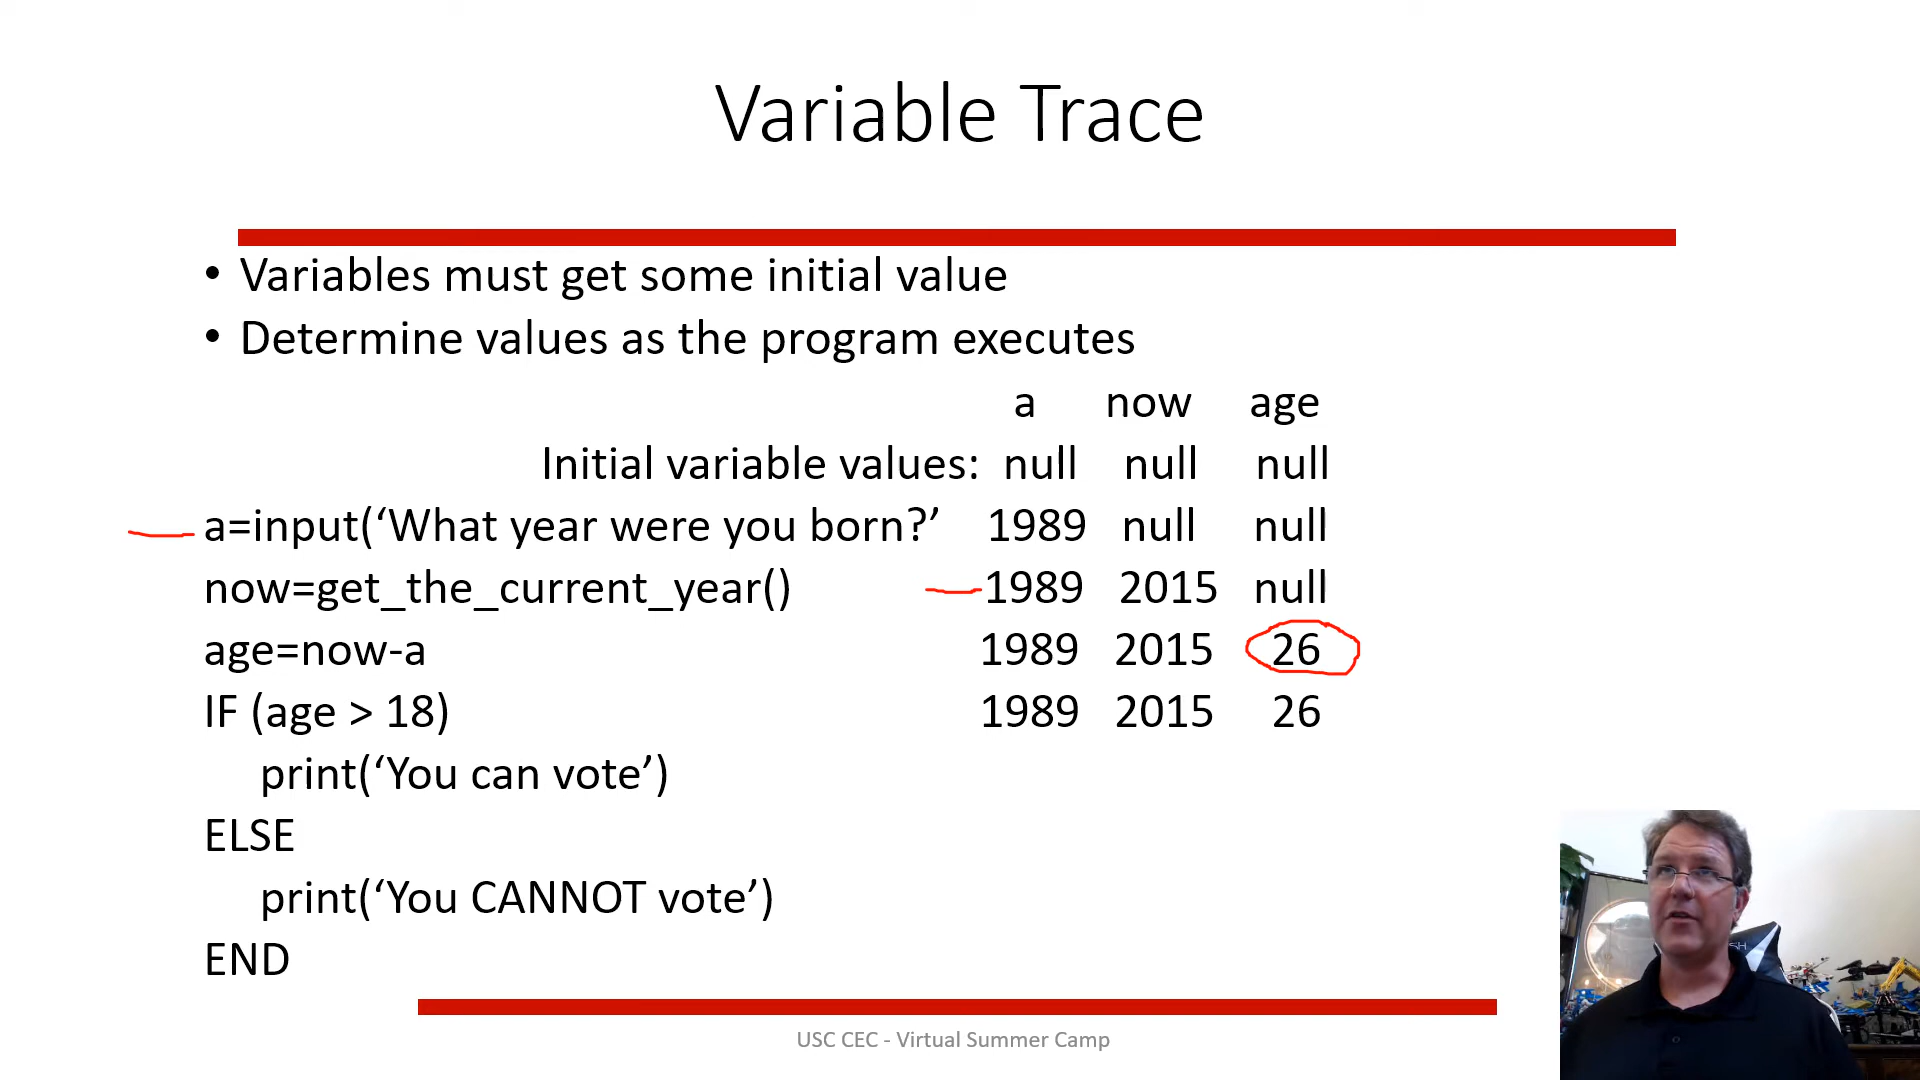 Variable Trace
• Variables must get some initial value
• Determine values as the program executes
a now age
Initial variable values: null null null
a=input(‘What year were you born?’ 1989 null null
now=get_the_current_year() 1989 2015 null
age=now-a 1989 2015 26
IF (age > 18) 1989 2015 26
print(‘You can vote’)
ELSE
print(‘You CANNOT vote’)
END
USC CEC - Virtual Summer Camp